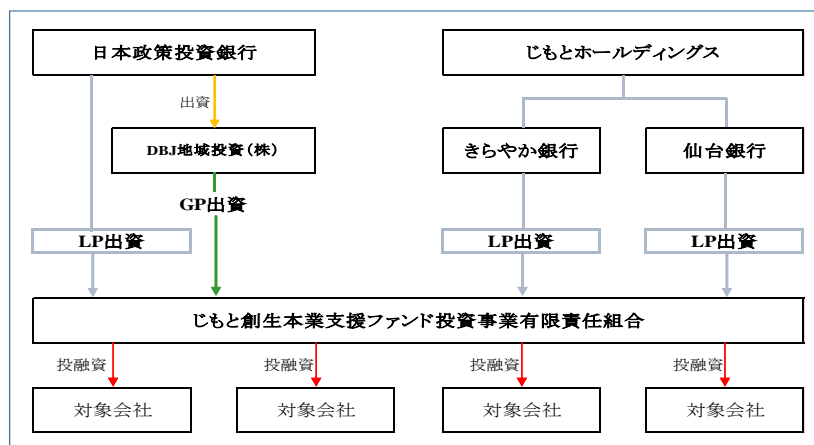 日本政策投資銀行
じもとホールディングス
出資
DBJ地域投資(株)
きらやか銀行
仙台銀行
GP出資
LP出資
LP出資
LP出資
じもと創生本業支援ファンド投資事業有限責任組合
投融資
投融資
投融資
投融資
対象会社
対象会社
対象会社
対象会社